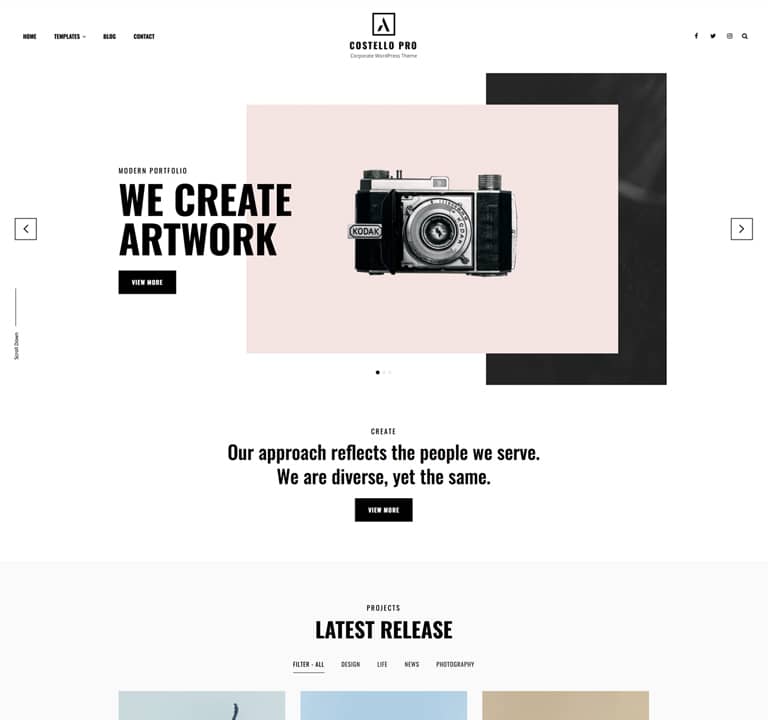 HOME
TEMPLATES
BLOG
CONTACT
COSTELLO PRO
Corporate WordPress Theme
MODERN PORTFOLIO
WE CREATE
ARTWORK
VIEW MORE
KODAK
KODAK
Scroll Down
CREATE
Our approach reflects the people we serve.
We are diverse, yet the same.
VIEW MORE
PROJECTS
LATEST RELEASE
FILTER - ALL
DESIGN
LIFE
NEWS
PHOTOGRAPHY